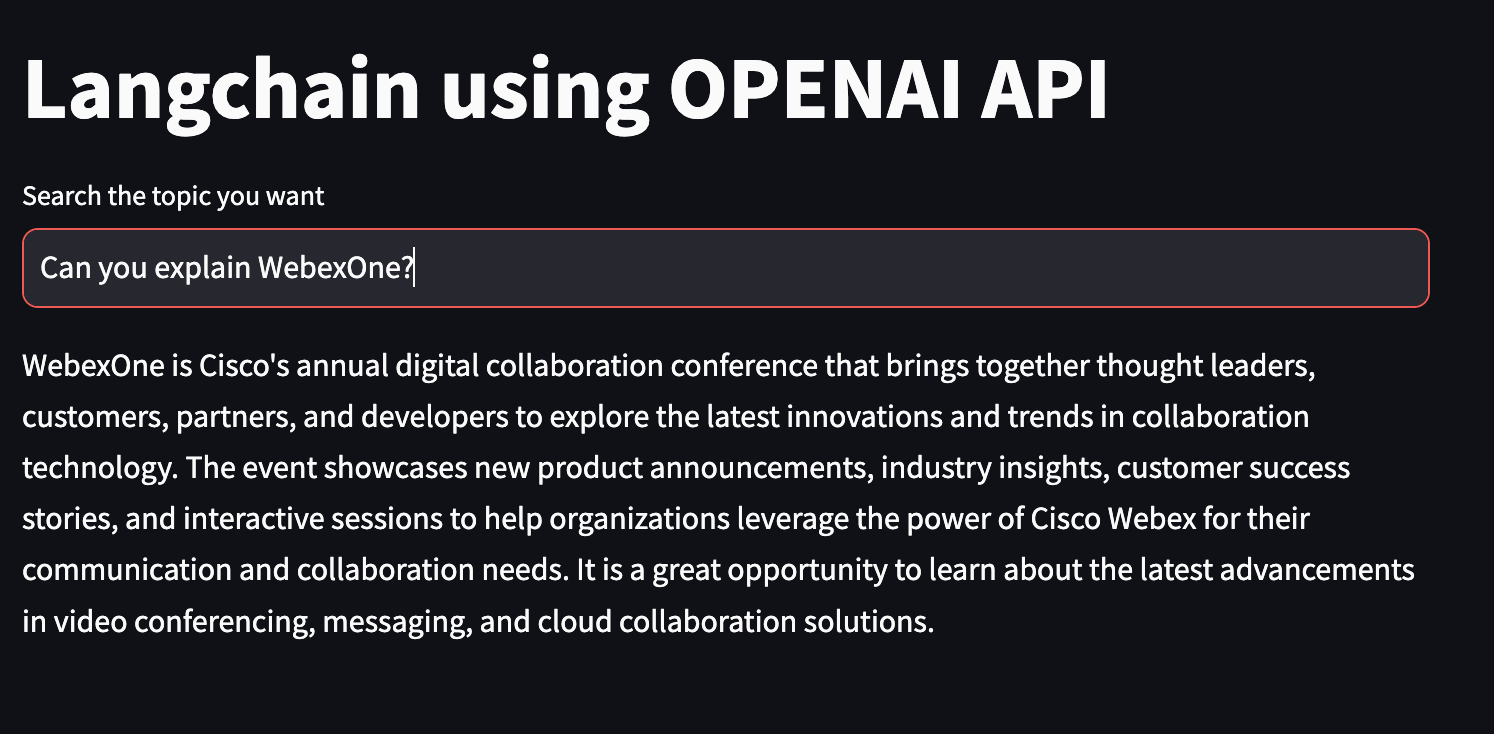 Langchain using OPENAI API
Search the topic you want
Can you explain WebexOne?
WebexOne is Cisco's annual digital collaboration conference that brings together thought leaders,
customers, partners, and developers to explore the latest innovations and trends in collaboration
technology. The event showcases new product announcements, industry insights, customer success
stories, and interactive sessions to help organizations leverage the power of Cisco Webex for their
communication and collaboration needs. It is a great opportunity to learn about the latest advancements
in video conferencing, messaging, and cloud collaboration solutions.